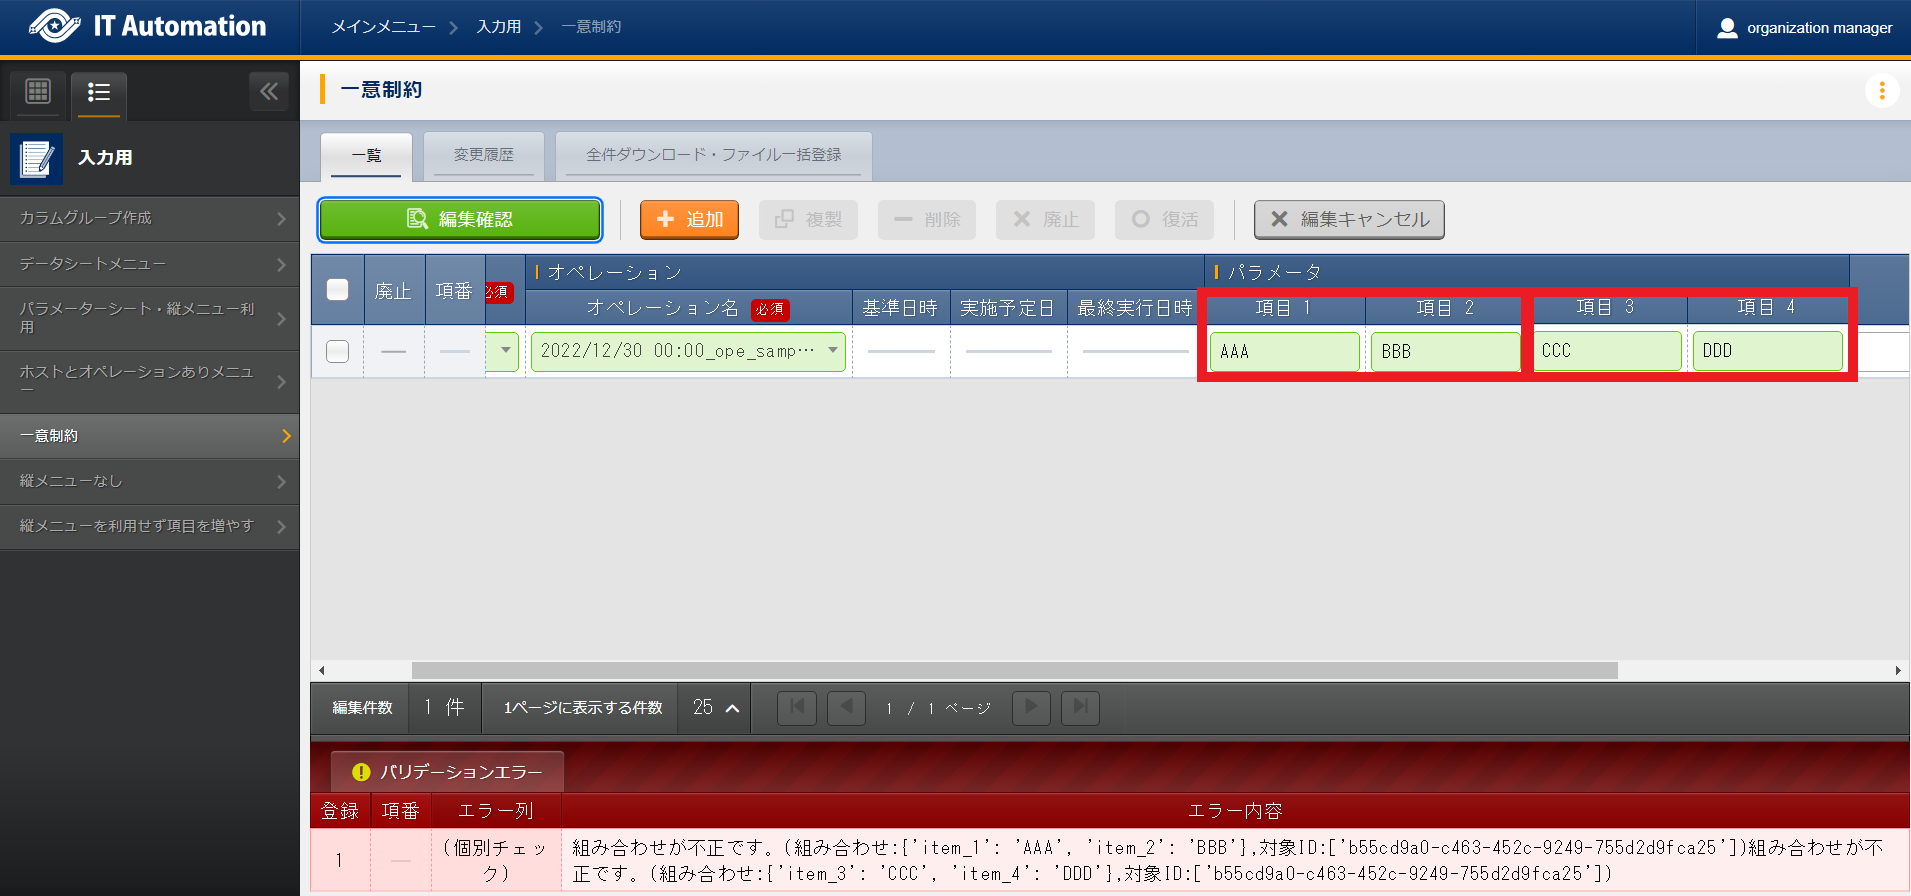 IT Automation
メインメニュー
入力用
一意制約
organization manager
入力用
カラムグループ作成
データシートメニュー
パラメーターシート・縦メニュー利
用
ホストとオペレーションありメニュ
ー
一意制約
縦メニューなし
縦メニューを利用せず項目を増やす
一意制約
一覧
変更履歴
全件ダウンロード・ファイル一括登録
編集確認
追加
複製
削除
廃止
復活
編集キャンセル
廃止
項番
必須
オペレーション
パラメータ
オペレーション名 必須
基準日時
実施予定日
最終実行日時
項目 1
項目 2
項目 3
項目 4
2022/12/30 00:00_ope_samp…
AAA
BBB
CCC
DDD
編集件数
1 件
1ページに表示する件数
25
1 / 1 ページ
バリデーションエラー
登録
項番
エラー列
エラー内容
1
(個別チェッ
ク)
組み合わせが不正です。(組み合わせ:{'item_1': 'AAA', 'item_2': 'BBB'},対象ID:['b55cd9a0-c463-452c-9249-755d2d9fca25'])組み合わせが不
正です。(組み合わせ:{'item_3': 'CCC', 'item_4': 'DDD'},対象ID:['b55cd9a0-c463-452c-9249-755d2d9fca25'])